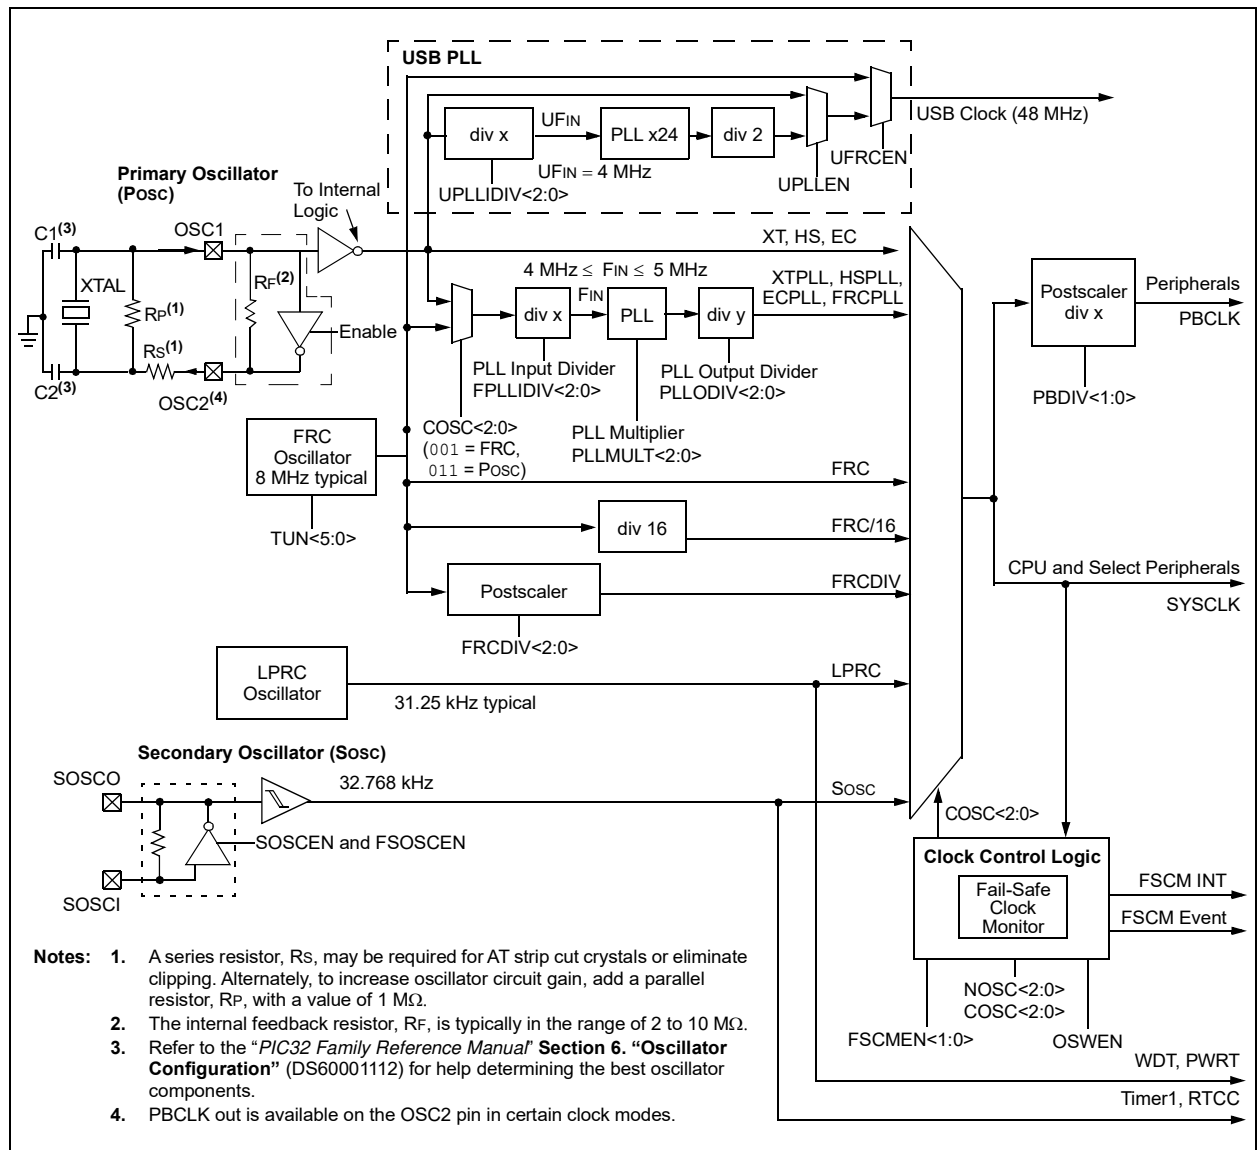 USB PLL
div x
UFIN
PLL x24
div 2
UFIN = 4 MHz
UPLLIDIV<2:0>
UPLLEN
UFRCEN
USB Clock (48 MHz)
Primary Oscillator
(POSC)
To Internal
Logic
C1(3)
OSC1
XTAL
RP(1)
RF(2)
Enable
RS(1)
C2(3)
OSC2(4)
XT, HS, EC
4 MHz ≤ FIN ≤ 5 MHz
FIN
div x
PLL
div y
XTPLL, HSPLL,
ECPLL, FRCPLL
PLL Input Divider
FPLLIDIV<2:0>
PLL Output Divider
PLLODIV<2:0>
PLL Multiplier
PLLMULT<2:0>
COSC<2:0>
(001 = FRC,
011 = POSC)
Postscaler
div x
Peripherals
PBCLK
PBDIV<1:0>
FRC
Oscillator
8 MHz typical
TUN<5:0>
FRC
div 16
FRC/16
Postscaler
FRCDIV
FRCDIV<2:0>
CPU and Select Peripherals
SYSCLK
LPRC
Oscillator
31.25 kHz typical
LPRC
Secondary Oscillator (SOSC)
SOSCO
32.768 kHz
SOSC
SOSCEN and FSOSCEN
SOSCI
COSC<2:0>
Clock Control Logic
Fail-Safe
Clock
Monitor
FSCM INT
FSCM Event
NOSC<2:0>
COSC<2:0>
FSCMEN<1:0>
OSWEN
WDT, PWRT
Timer1, RTCC
Notes: 1. A series resistor, RS, may be required for AT strip cut crystals or eliminate
clipping. Alternately, to increase oscillator circuit gain, add a parallel
resistor, RP, with a value of 1 MΩ.
2. The internal feedback resistor, RF, is typically in the range of 2 to 10 MΩ.
3. Refer to the “PIC32 Family Reference Manual” Section 6. “Oscillator
Configuration” (DS60001112) for help determining the best oscillator
components.
4. PBCLK out is available on the OSC2 pin in certain clock modes.